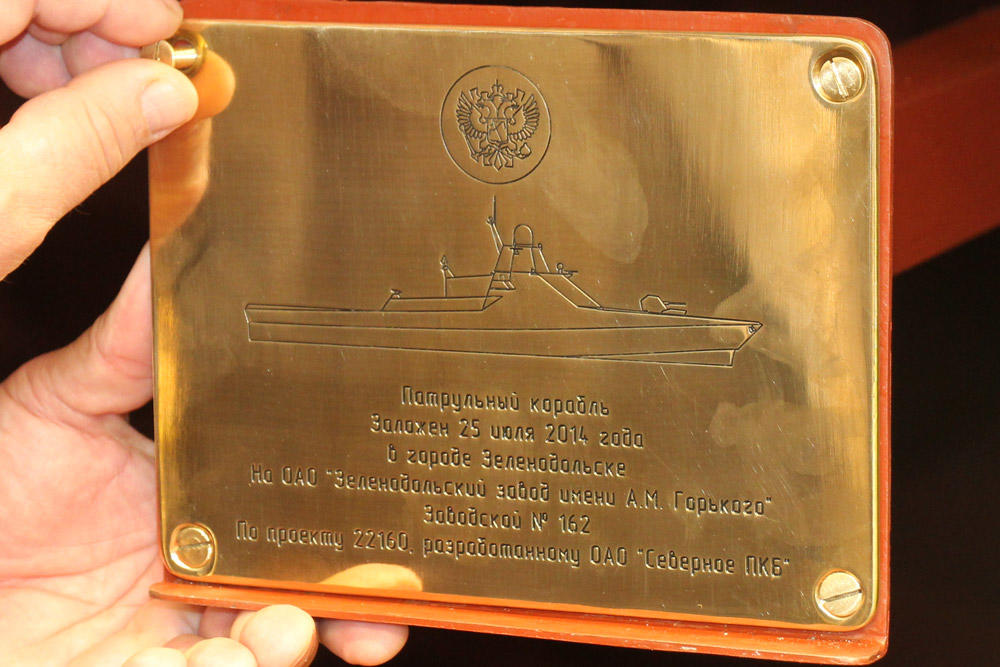 Патрульный корабль
Заложен 25 июля 2014 года
в городе Зеленодольске
На ОАО "Зеленодольский завод имени А.М. Горького"
Заводской № 162
По проекту 22160, разработанному ОАО "Северное ПКБ"